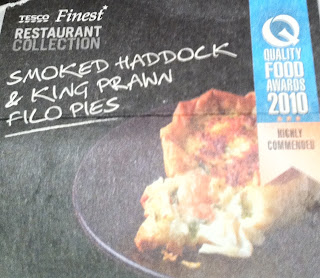 TESCO Finest*
RESTAURANT
COLLECTION
SMOKED HADDOCK
& KING PRAWN
FILO PIES
Q
QUALITY
FOOD
AWARDS
2010
HIGHLY
COMMENDED